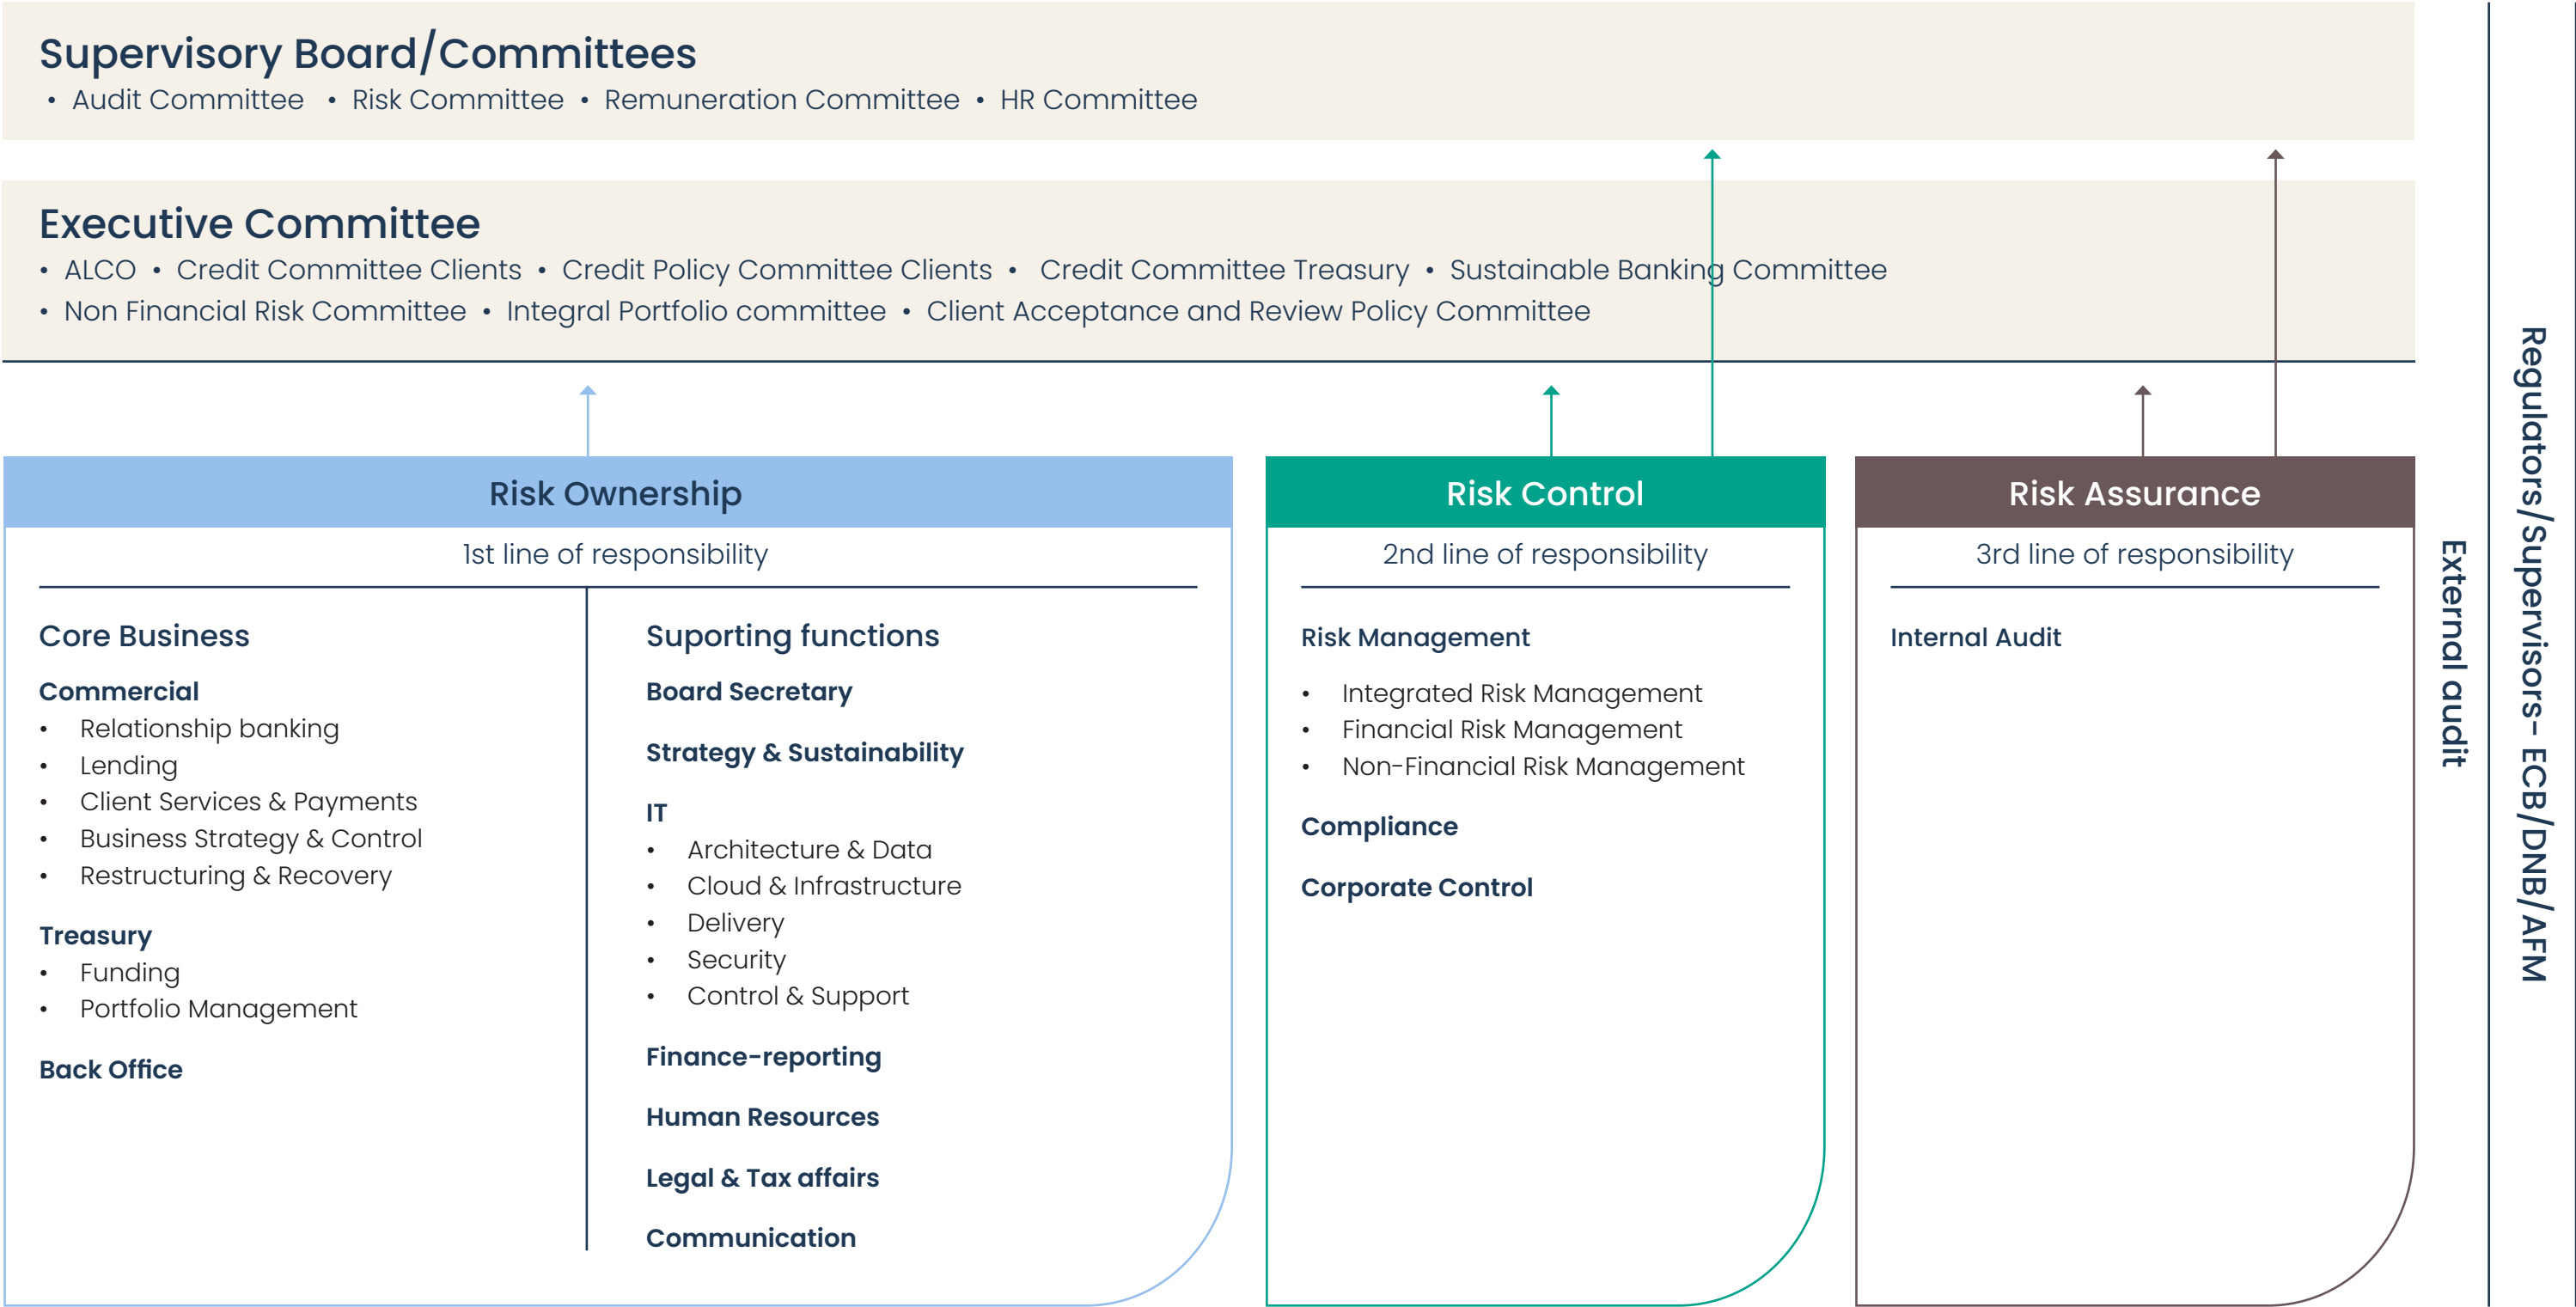 Supervisory Board/Committees
• Audit Committee • Risk Committee • Remuneration Committee • HR Committee
Executive Committee
• ALCO • Credit Committee Clients • Credit Policy Committee Clients • Credit Committee Treasury • Sustainable Banking Committee
• Non Financial Risk Committee • Integral Portfolio committee • Client Acceptance and Review Policy Committee
Risk Ownership
1st line of responsibility
Core Business
Commercial
• Relationship banking
• Lending
• Client Services & Payments
• Business Strategy & Control
• Restructuring & Recovery
Treasury
• Funding
• Portfolio Management
Back Office
Suporting functions
Board Secretary
Strategy & Sustainability
IT
• Architecture & Data
• Cloud & Infrastructure
• Delivery
• Security
• Control & Support
Finance-reporting
Human Resources
Legal & Tax affairs
Communication
Risk Control
2nd line of responsibility
Risk Management
• Integrated Risk Management
• Financial Risk Management
• Non-Financial Risk Management
Compliance
Corporate Control
Risk Assurance
3rd line of responsibility
Internal Audit
External audit
Regulators/Supervisors- ECB/DNB/AFM